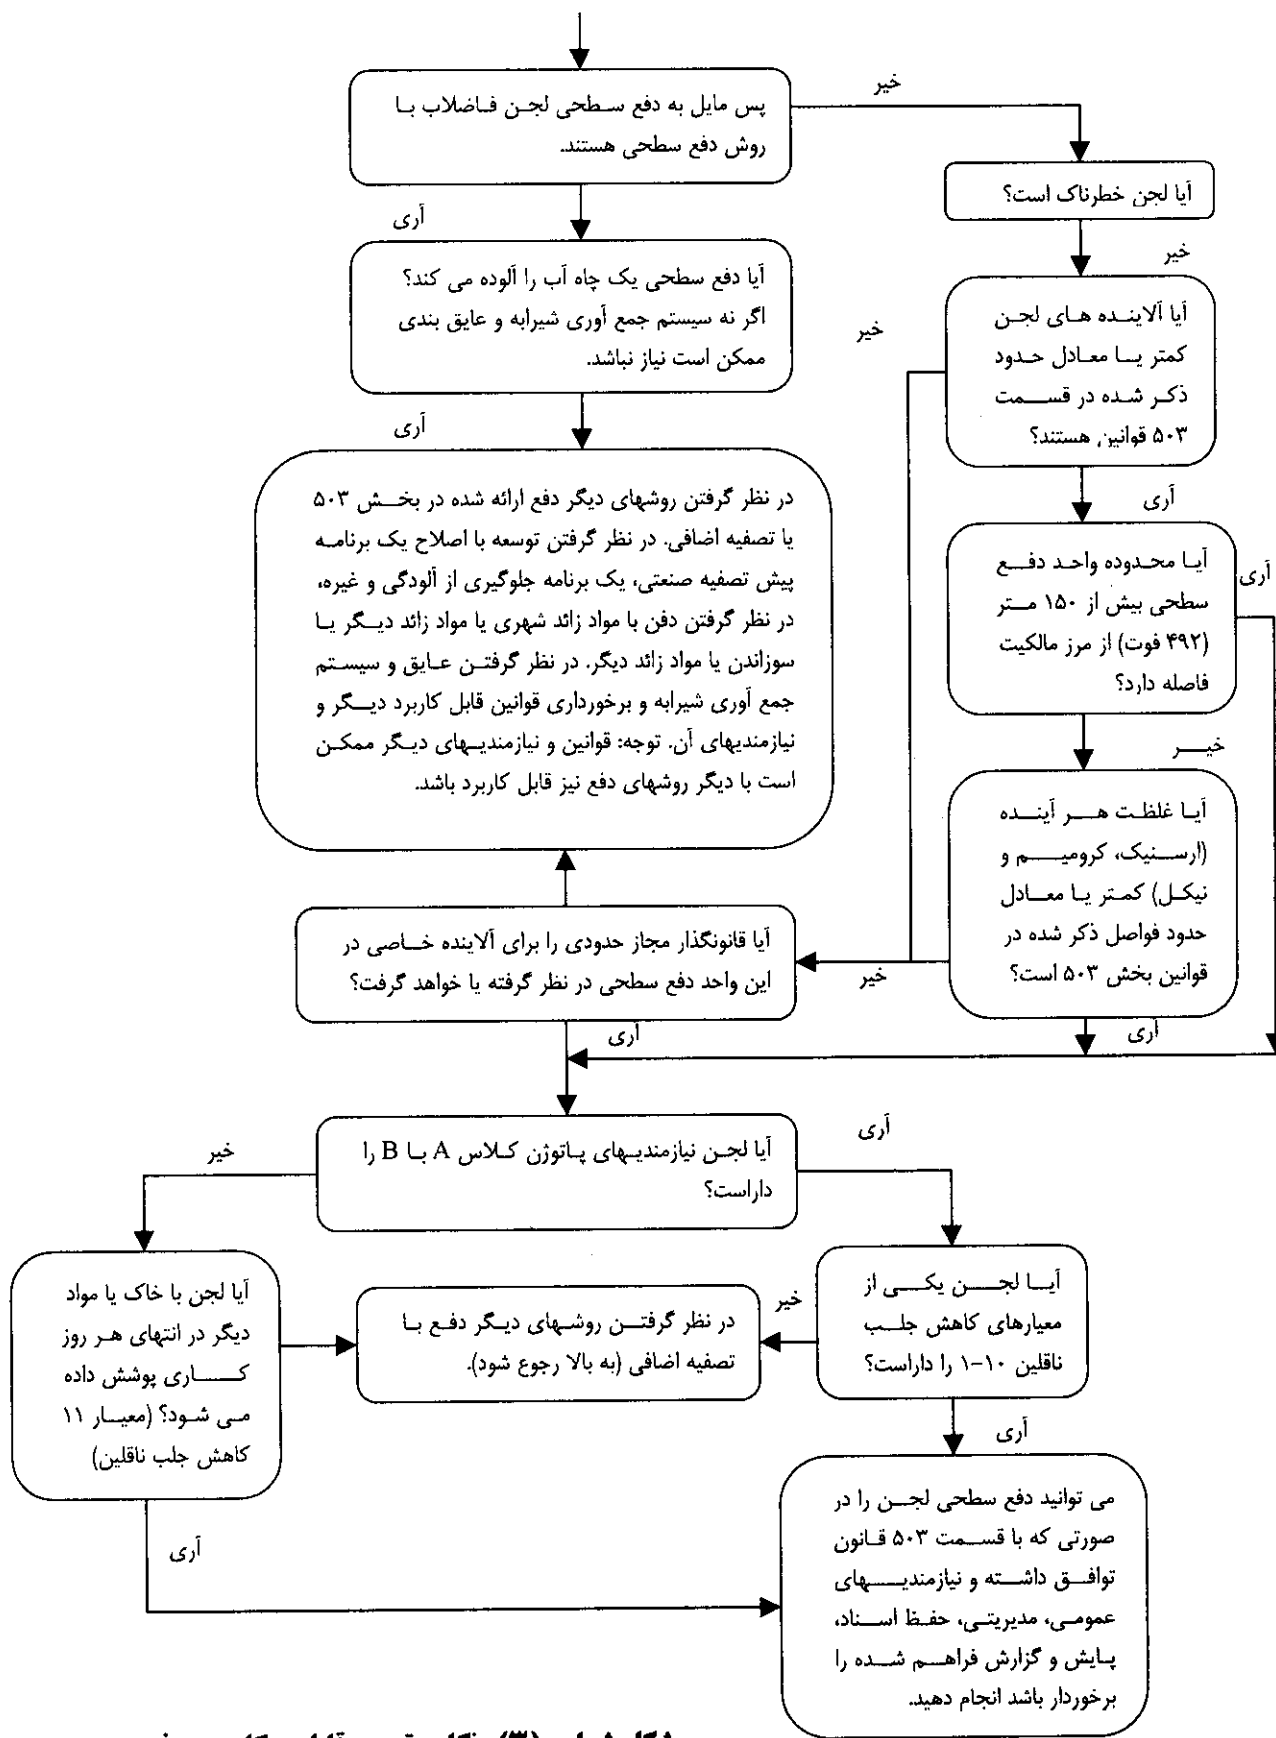 خیر
پس مایل به دفع سطحی لجن فاضلاب با
روش دفع سطحی هستند.
آیا لجن خطرناک است؟
آری
خیر
آیا دفع سطحی یک چاه آب را آلوده می کند؟
اگر نه سیستم جمع آوری شیرابه و عایق بندی
ممکن است نیاز نباشد.
آیا آلاینده های لجن
کمتر یا معادل حدود
ذکر شده در قسمت
۵۰۳ قوانین هستند؟
خیر
آری
آری
در نظر گرفتن روشهای دیگر دفع ارائه شده در بخش ۵۰۳
یا تصفیه اضافی. در نظر گرفتن توسعه با اصلاح یک برنامه
پیش تصفیه صنعتی، یک برنامه جلوگیری از آلودگی و غیره،
در نظر گرفتن دفن با مواد زائد شهری یا مواد زائد دیگر یا
سوزاندن یا مواد زائد دیگر. در نظر گرفتن عایق و سیستم
جمع آوری شیرابه و برخورداری قوانین قابل کاربرد دیگر و
نیازمندیهای آن. توجه: قوانین و نیازمندیهای دیگر ممکن
است با دیگر روشهای دفع نیز قابل کاربرد باشد.
آیا محدوده واحد دفع
سطحی بیش از ۱۵۰ متر
(۴۹۲ فوت) از مرز مالکیت
فاصله دارد؟
آری
خیر
آیا غلظت هر آینده
(ارسنیک، کرومیم و
نیکل) کمتر یا معادل
حدود فواصل ذکر شده در
قوانین بخش ۵۰۳ است؟
خیر
آیا قانونگذار مجاز حدودی را برای آلاینده خاصی در
این واحد دفع سطحی در نظر گرفته یا خواهد گرفت؟
آری
آری
آیا لجن نیازمندیهای پاتوژن کلاس A با B را
داراست؟
آری
خیر
آیا لجن یکی از
معیارهای کاهش جلب
ناقلین ۱۰-۱ را داراست؟
خیر
در نظر گرفتن روشهای دیگر دفع با
تصفیه اضافی (به بالا رجوع شود).
آیا لجن با خاک یا مواد
دیگر در انتهای هر روز
کاری پوشش داده
می شود؟ (معیار ۱۱
کاهش جلب ناقلین)
آری
آری
می توانید دفع سطحی لجن را در
صورتی که با قسمت ۵۰۳ قانون
توافق داشته و نیازمندیهای
عمومی، مدیریتی، حفظ اسناد،
پایش و گزارش فراهم شده را
برخوردار باشد انجام دهید.